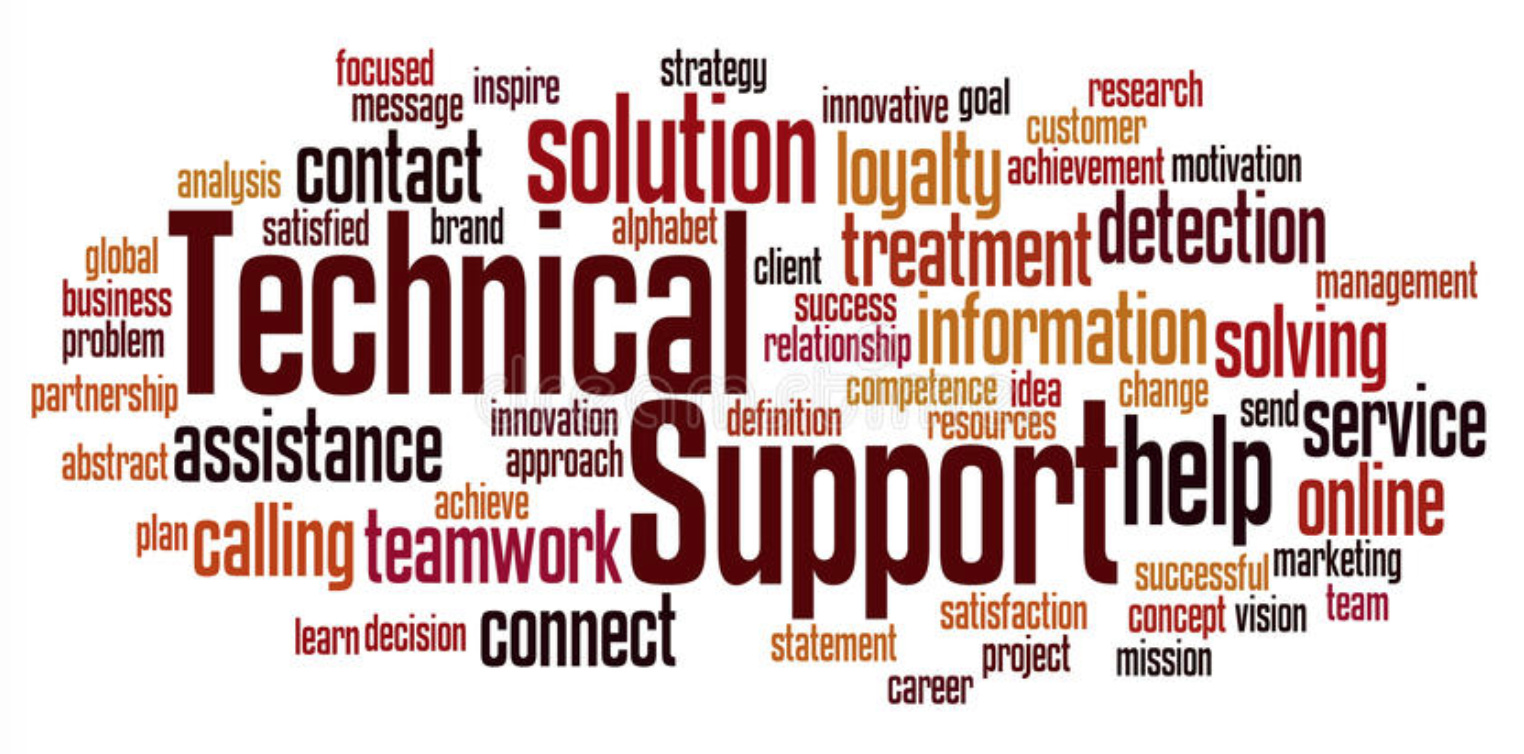 focused
inspire
strategy
message
innovative
goal
research
solution
customer
contact
loyalty
achievement
motivation
analysis
satisfied
brand
alphabet
treatment
detection
global
Technical
client
management
business
success
information
solving
problem
relationship
partnership
competence
idea
change
dreamstime
innovation
definition
resources
send
service
assistance
abstract
approach
Support
help
achieve
online
plan
calling
teamwork
successful
marketing
satisfaction
concept
vision
team
learn
decision
connect
statement
project
mission
career